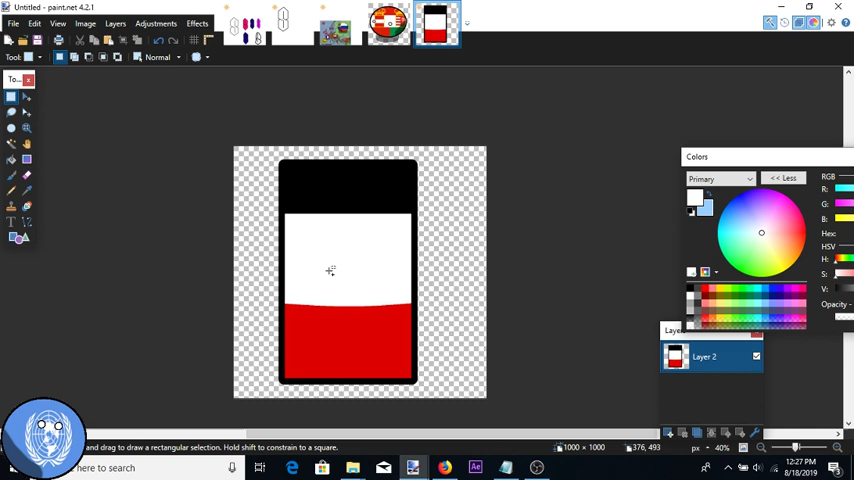 Untitled - paint.net 4.2.1
File Edit View Image Layers Adjustments Effects
Tool:
Normal
To...
Colors
Primary
<< Less
RGB
R:
G:
B:
Hex:
HSV
H:
S:
V:
Opacity -
Layer 2
and drag to draw a rectangular selection. Hold shift to constrain to a square.
1000 × 1000
376, 493
px
40%
here to search
Ae
12:27 PM
8/18/2019
3